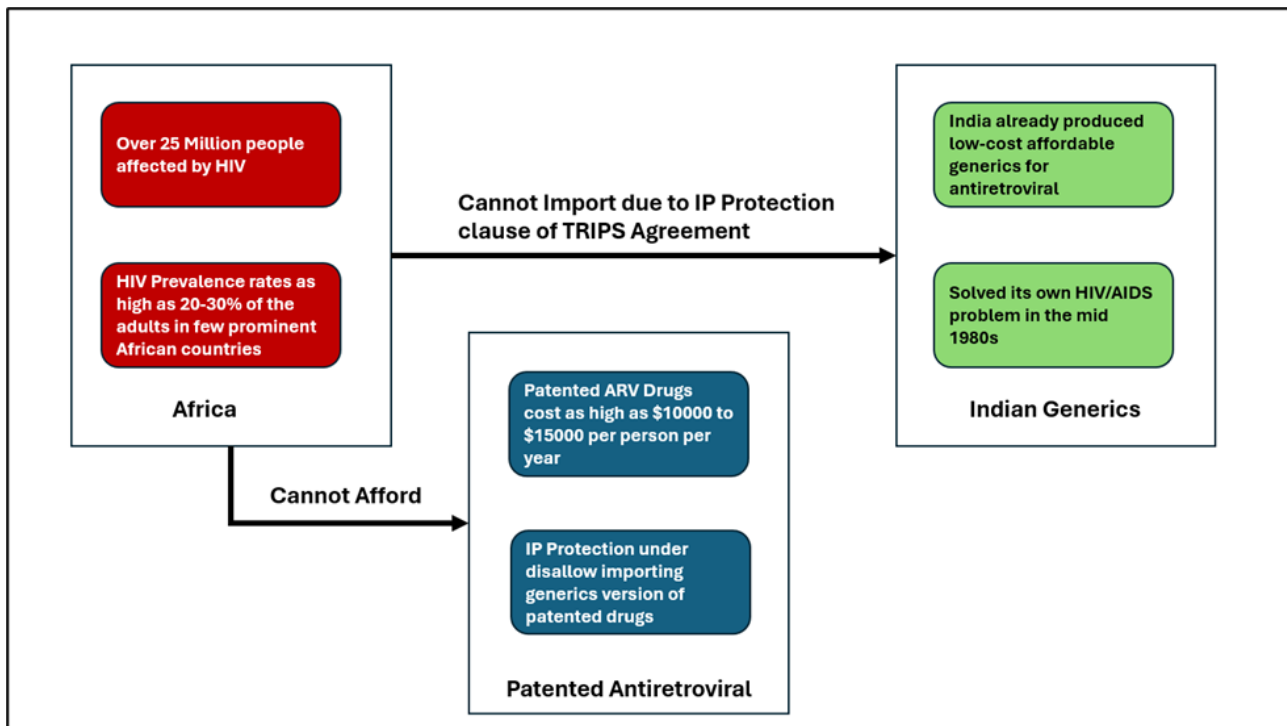 Over 25 Million people
affected by HIV
HIV Prevalence rates as
high as 20-30% of the
adults in few prominent
African countries
Africa
Cannot Import due to IP Protection
clause of TRIPS Agreement
India already produced
low-cost affordable
generics for
antiretroviral
Solved its own HIV/AIDS
problem in the mid
1980s
Indian Generics
Cannot Afford
Patented ARV Drugs
cost as high as $10000 to
$15000 per person per
year
IP Protection under
disallow importing
generics version of
patented drugs
Patented Antiretroviral